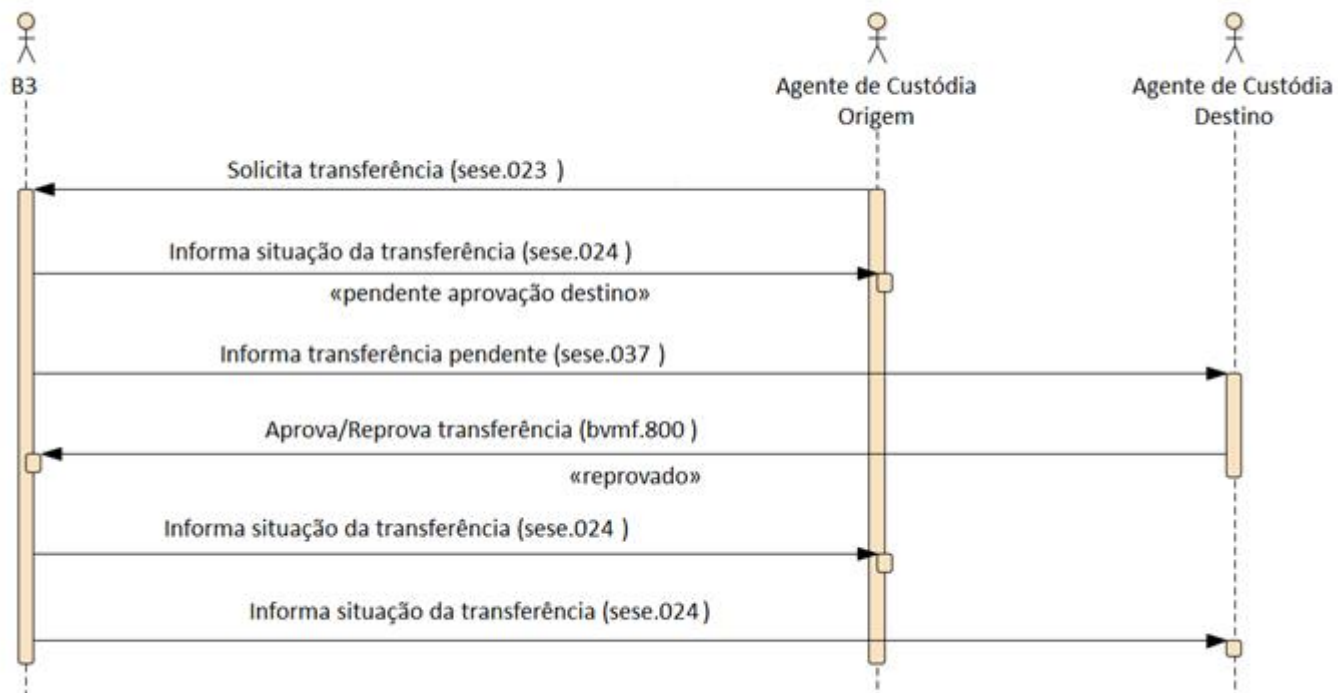 B3
Agente de Custódia
Origem
Agente de Custódia
Destino
Solicita transferência (sese.023 )
Informa situação da transferência (sese.024 )
«pendente aprovação destino»
Informa transferência pendente (sese.037 )
Aprova/Reprova transferência (bvmf.800 )
«reprovado»
Informa situação da transferência (sese.024 )
Informa situação da transferência (sese.024)